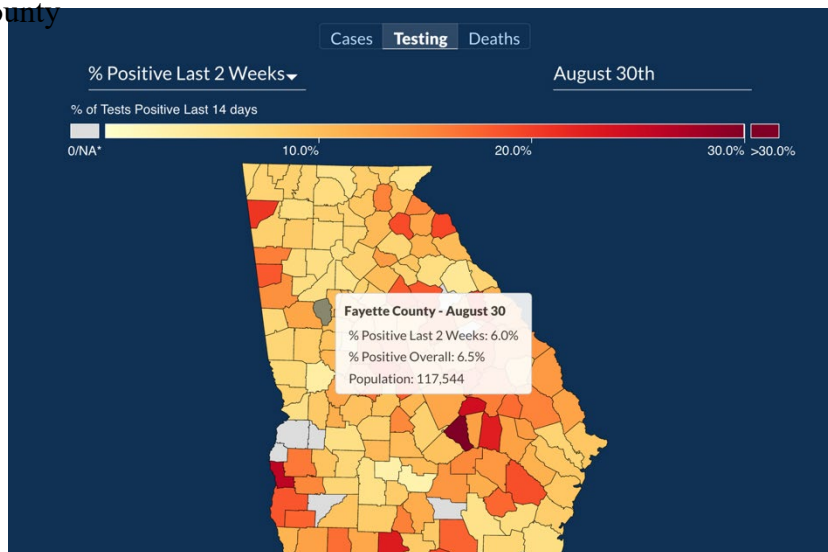 Cases Testing Deaths
% Positive Last 2 Weeks
August 30th
% of Tests Positive Last 14 days
0/NA* 10.0% 20.0% 30.0% >30.0%
Fayette County - August 30
% Positive Last 2 Weeks: 6.0%
% Positive Overall: 6.5%
Population: 117,544